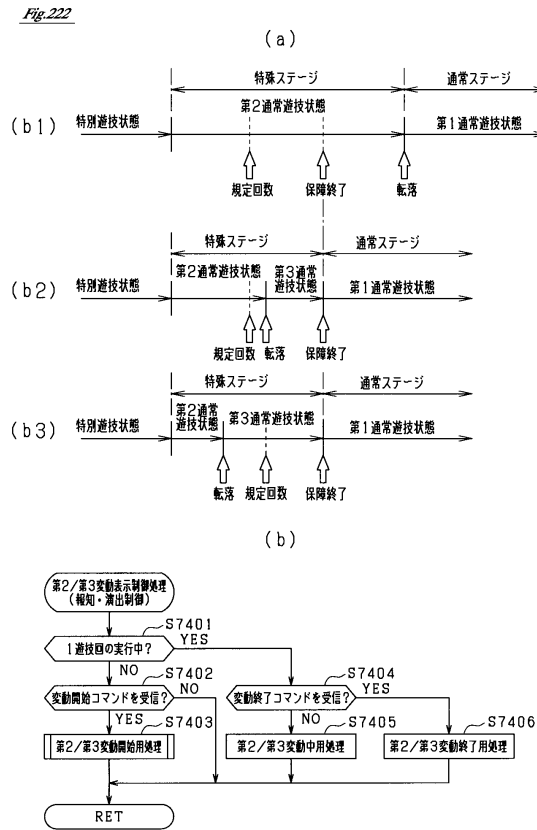 Fig.222
(a)
特殊ステージ
通常ステージ
(b1)
特別遊技状態
第2通常遊技状態
第1通常遊技状態
規定回数
保障終了
転落
特殊ステージ
通常ステージ
(b2)
特別遊技状態
第2通常遊技状態
第3通常
遊技状態
第1通常遊技状態
規定回数
転落
保障終了
特殊ステージ
通常ステージ
(b3)
特別遊技状態
第2通常
遊技状態
第3通常遊技状態
第1通常遊技状態
転落
規定回数
保障終了
(b)
第2/第3変動表示制御処理
(報知・演出制御)
S7401
1遊技回の実行中?
YES
NO
S7402
変動開始コマンドを受信?
NO
YES
S7404
変動終了コマンドを受信?
YES
NO
S7403
第2/第3変動開始用処理
S7405
第2/第3変動中用処理
S7406
第2/第3変動終了用処理
RET